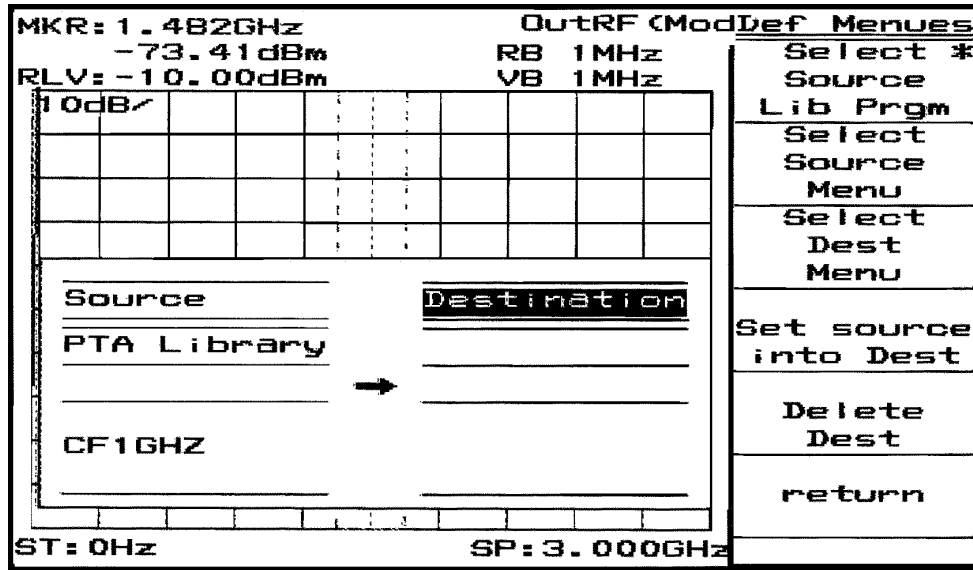 MKR:1.482GHz
-73.41dBm
RLV:-10.00dBm
OutRF(Mod
RB 1MHz
VB 1MHz
10dB/
Source
PTA Library
CF1GHZ
Destination
ST:0Hz
SP:3.000GHz
Def Menues
Select *
Source
Lib Prgm
Select
Source
Menu
Select
Dest
Menu
Set source
into Dest
Delete
Dest
return